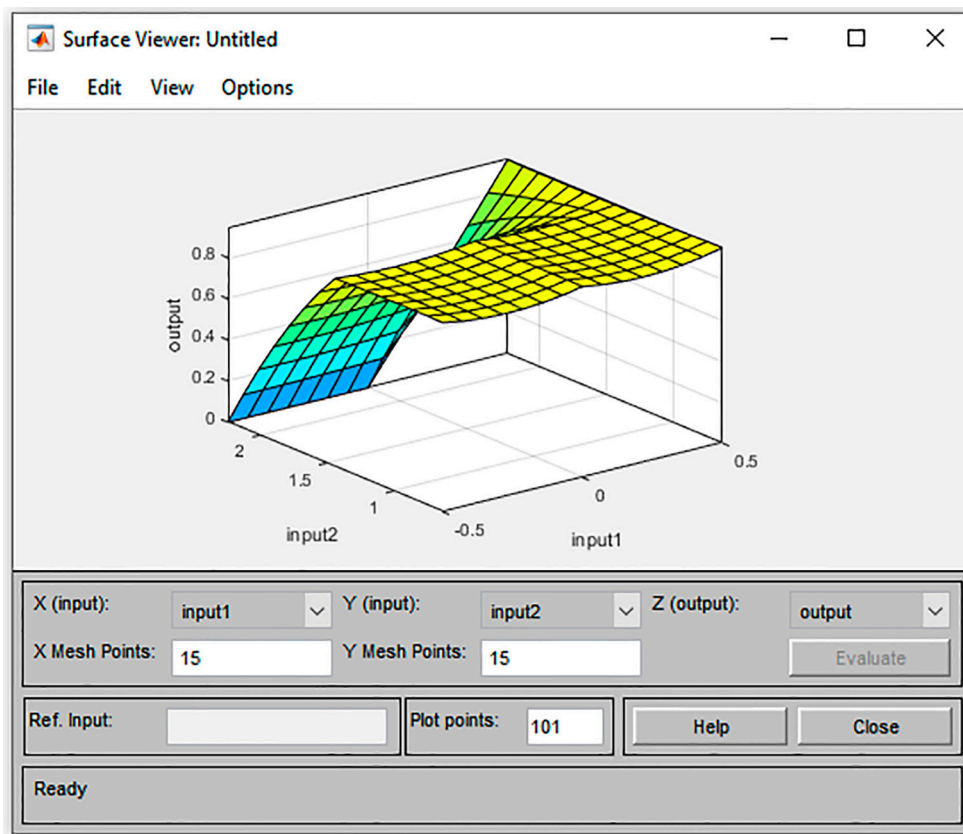 Surface Viewer: Untitled
File Edit View Options
0.8
0.6
0.4
0.2
0
output
2
1.5
1
input2
-0.5
0
0.5
input1
X (input): input1 Y (input): input2 Z (output): output
X Mesh Points: 15 Y Mesh Points: 15 Evaluate
Ref. Input: Plot points: 101 Help Close
Ready